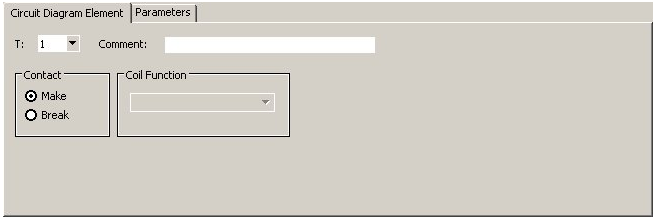 Circuit Diagram Element Parameters
T: 1 Comment:
Contact Coil Function
Make
Break